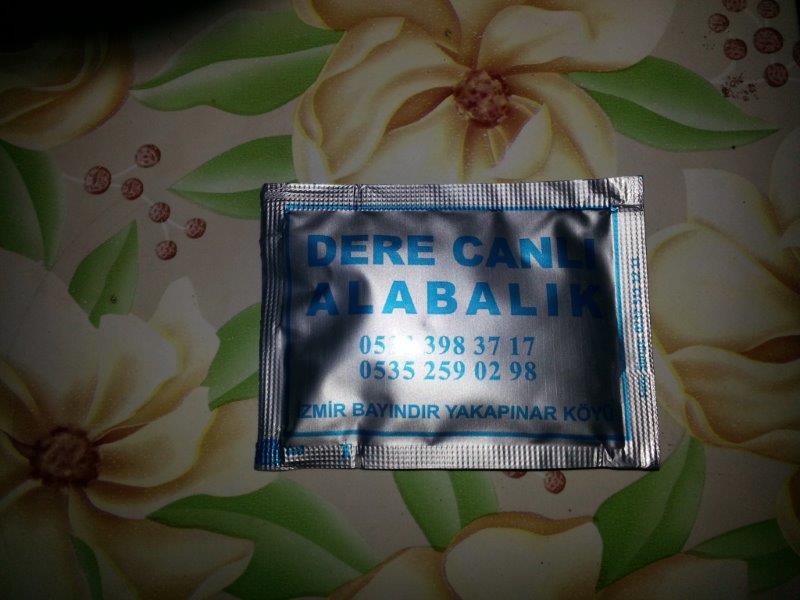 DERE CANLI
ALABALIK
398 37 17
0535 259 02 98
İZMİR BAYINDIR YAKAPINAR KÖYÜ